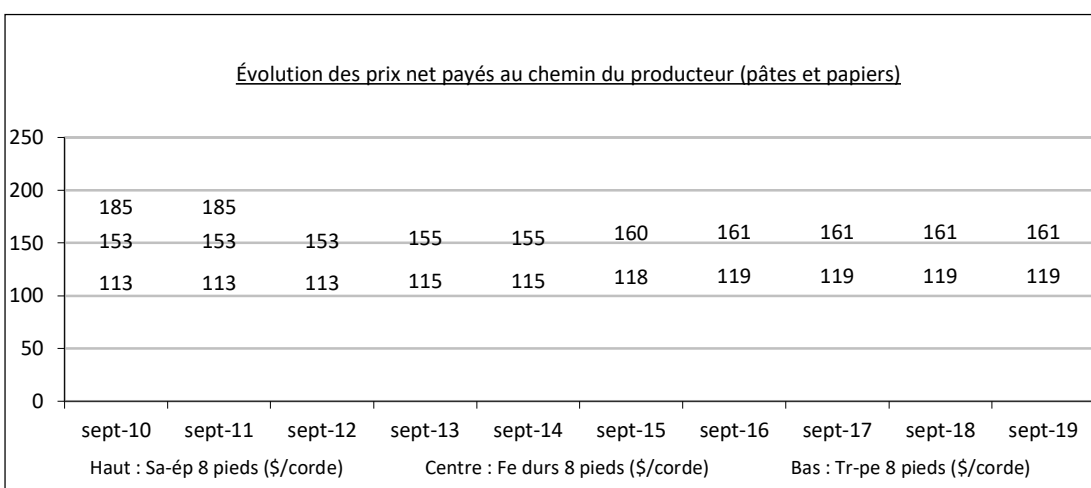 Évolution des prix net payés au chemin du producteur (pâtes et papiers)
250
200
150
100
50
0
185 185
153 153 153 155 155 160 161 161 161 161
113 113 113 115 115 118 119 119 119 119
sept-10 sept-11 sept-12 sept-13 sept-14 sept-15 sept-16 sept-17 sept-18 sept-19
Haut : Sa-ép 8 pieds ($/corde) Centre : Fe durs 8 pieds ($/corde) Bas : Tr-pe 8 pieds ($/corde)